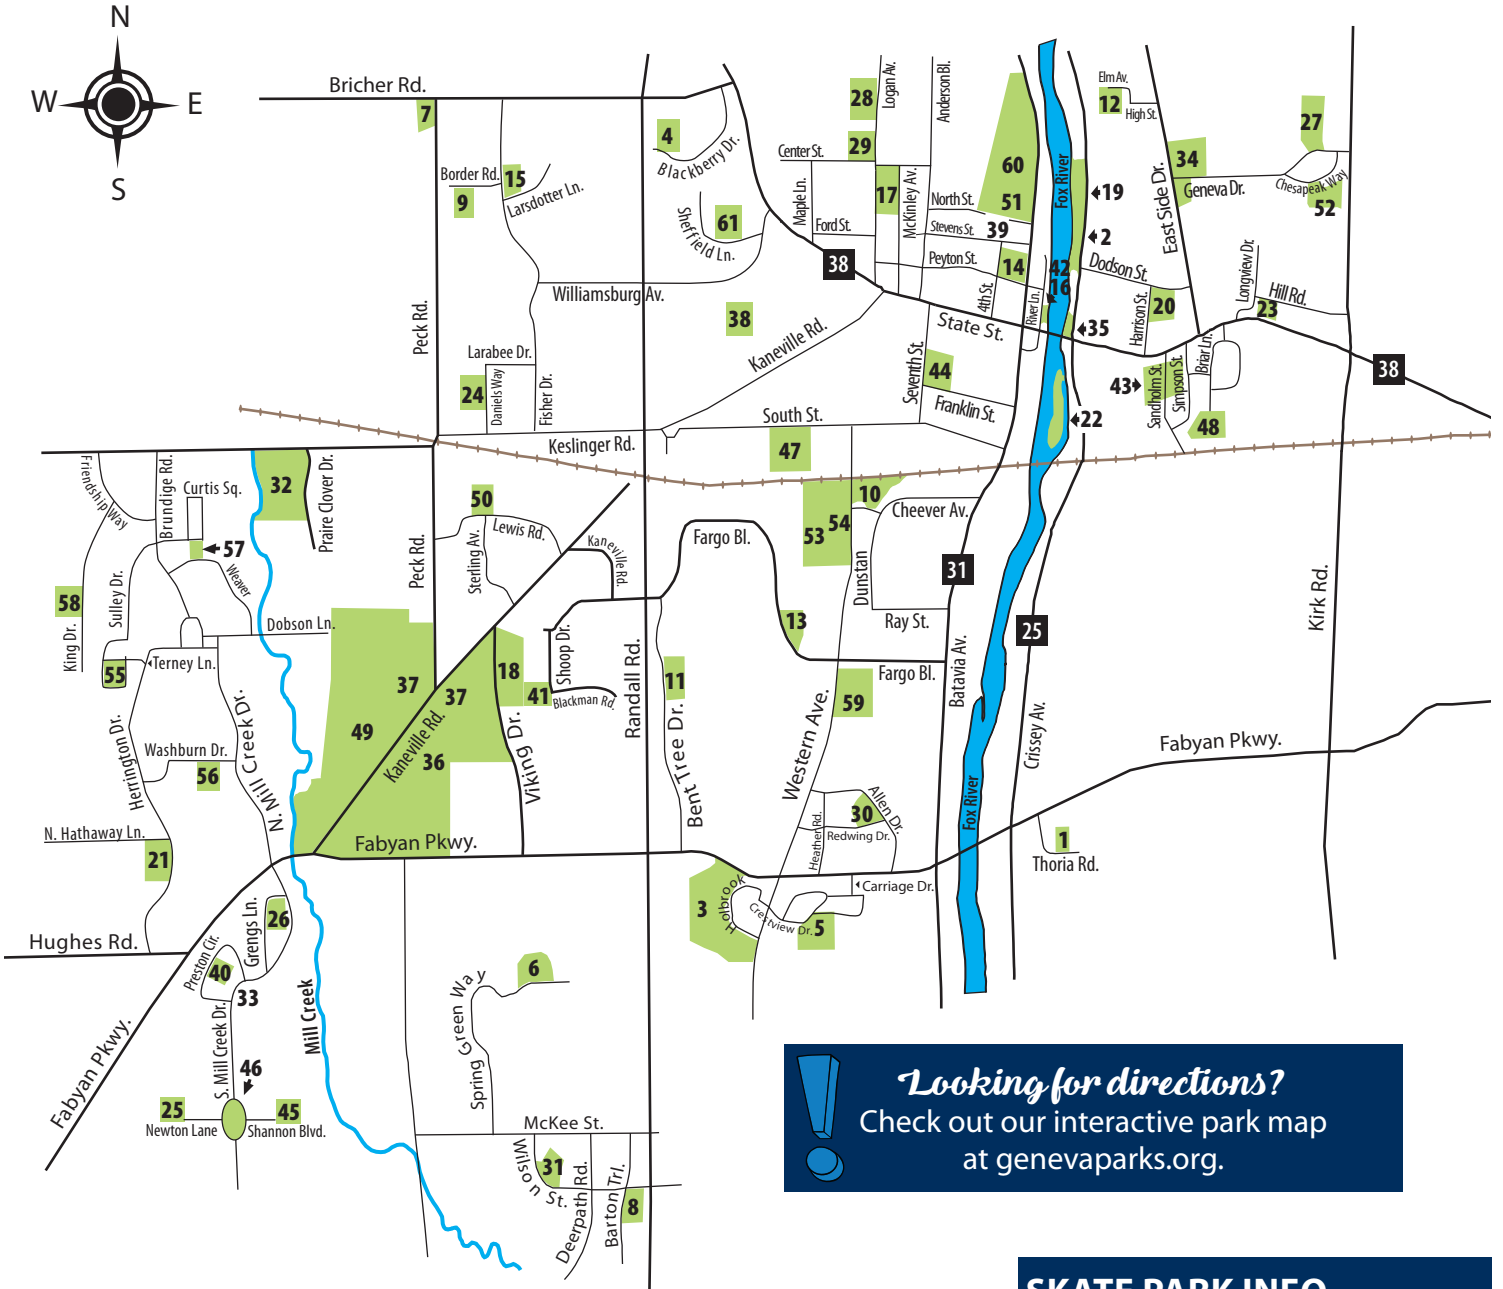 N
W
E
S
Bricher Rd.
7
Border Rd.
15
9
Larsdotter Ln.
4
Blackberry Dr.
Sheffield Ln.
61
Williamsburg Av.
38
Kaneville Rd.
Peck Rd.
Larabee Dr.
24
Daniels Way
Fisher Dr.
Keslinger Rd.
28
Logan Av.
Anderson Bl.
29
Center St.
Maple Ln.
17
McKinley Av.
North St.
Ford St.
Stevens St.
39
Peyton St.
38
60
51
14
4th St.
River Ln.
42
16
Fox River
19
2
35
Dodson St.
Elm Av.
12
High St.
East Side Dr.
34
Geneva Dr.
27
Chesapeak Way
52
Harrison St.
20
Longview Dr.
Hill Rd.
23
State St.
Seventh St.
44
Franklin St.
43
Sandholm St.
Simpson St.
Briar Ln.
48
22
38
South St.
47
Friendship Way
Brundige Rd.
Curtis Sq.
57
32
Prairie Clover Dr.
Weaver
58
King Dr.
Sulley Dr.
Dobson Ln.
55
Terney Ln.
Herrington Dr.
Washburn Dr.
56
N. Mill Creek Dr.
N. Hathaway Ln.
21
50
Sterling Av.
Lewis Rd.
Kaneville Rd.
Peck Rd.
Fargo Bl.
Shoop Dr.
Blackman Rd.
37
37
49
36
Kaneville Rd.
18
41
Viking Dr.
Randall Rd.
11
Bent Tree Dr.
Fabyan Pkwy.
53
54
10
Cheever Av.
Dunstan
Ray St.
13
Fargo Bl.
59
Western Ave.
Batavia Av.
31
25
Crissey Av.
Kirk Rd.
Fabyan Pkwy.
Fox River
30
Allen Dr.
Redwing Dr.
Heather Rd.
Carriage Dr.
1
Thoria Rd.
3
Holbrook
Crestview Dr.
5
Hughes Rd.
Grengs Ln.
26
Preston Cir.
40
33
S. Mill Creek Dr.
46
25
45
Newton Lane
Shannon Blvd.
Fabyan Pkwy.
Mill Creek
6
Spring Green Way
McKee St.
31
Wilson St.
Deerpath Rd.
Barton Trl.
8
Looking for directions?
Check out our interactive park map
at genevaparks.org.
SKATE PARK INFO